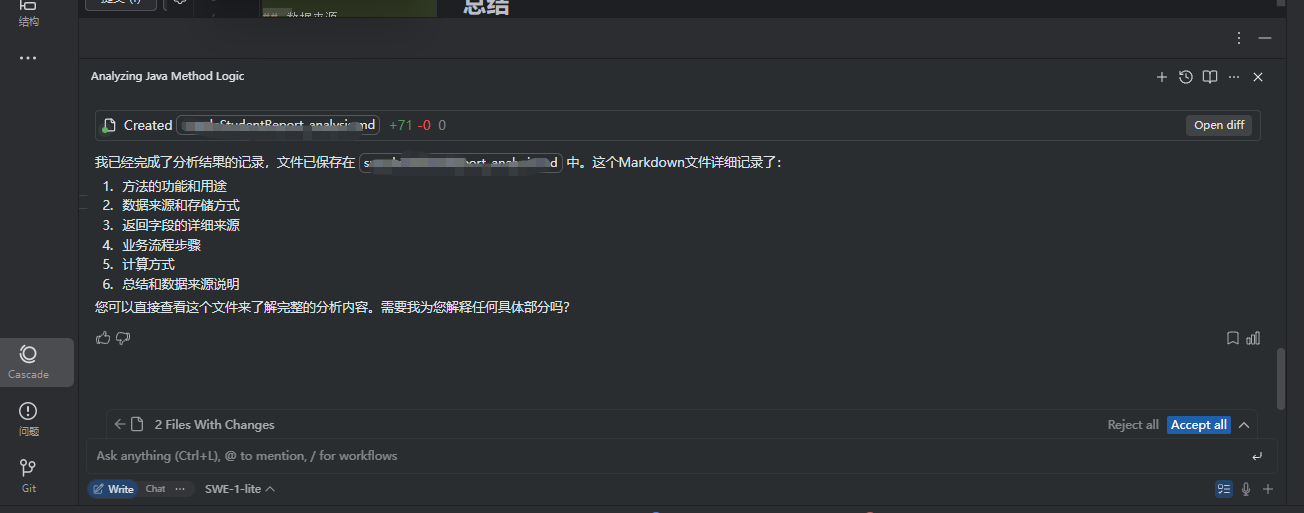 结构
提交(I)
## 数据来源
总结
Analyzing Java Method Logic
Created StudentReport_analysis.md +71 -0 0
Open diff
我已经完成了分析结果的记录，文件已保存在 中。这个Markdown文件详细记录了：
1. 方法的功能和用途
2. 数据来源和存储方式
3. 返回字段的详细来源
4. 业务流程步骤
5. 计算方式
6. 总结和数据来源说明
您可以直接查看这个文件来了解完整的分析内容。需要我为您解释任何具体部分吗？
Cascade
2 Files With Changes
Reject all Accept all
问题
Ask anything (Ctrl+L), @ to mention, / for workflows
Git
Write Chat ··· SWE-1-lite